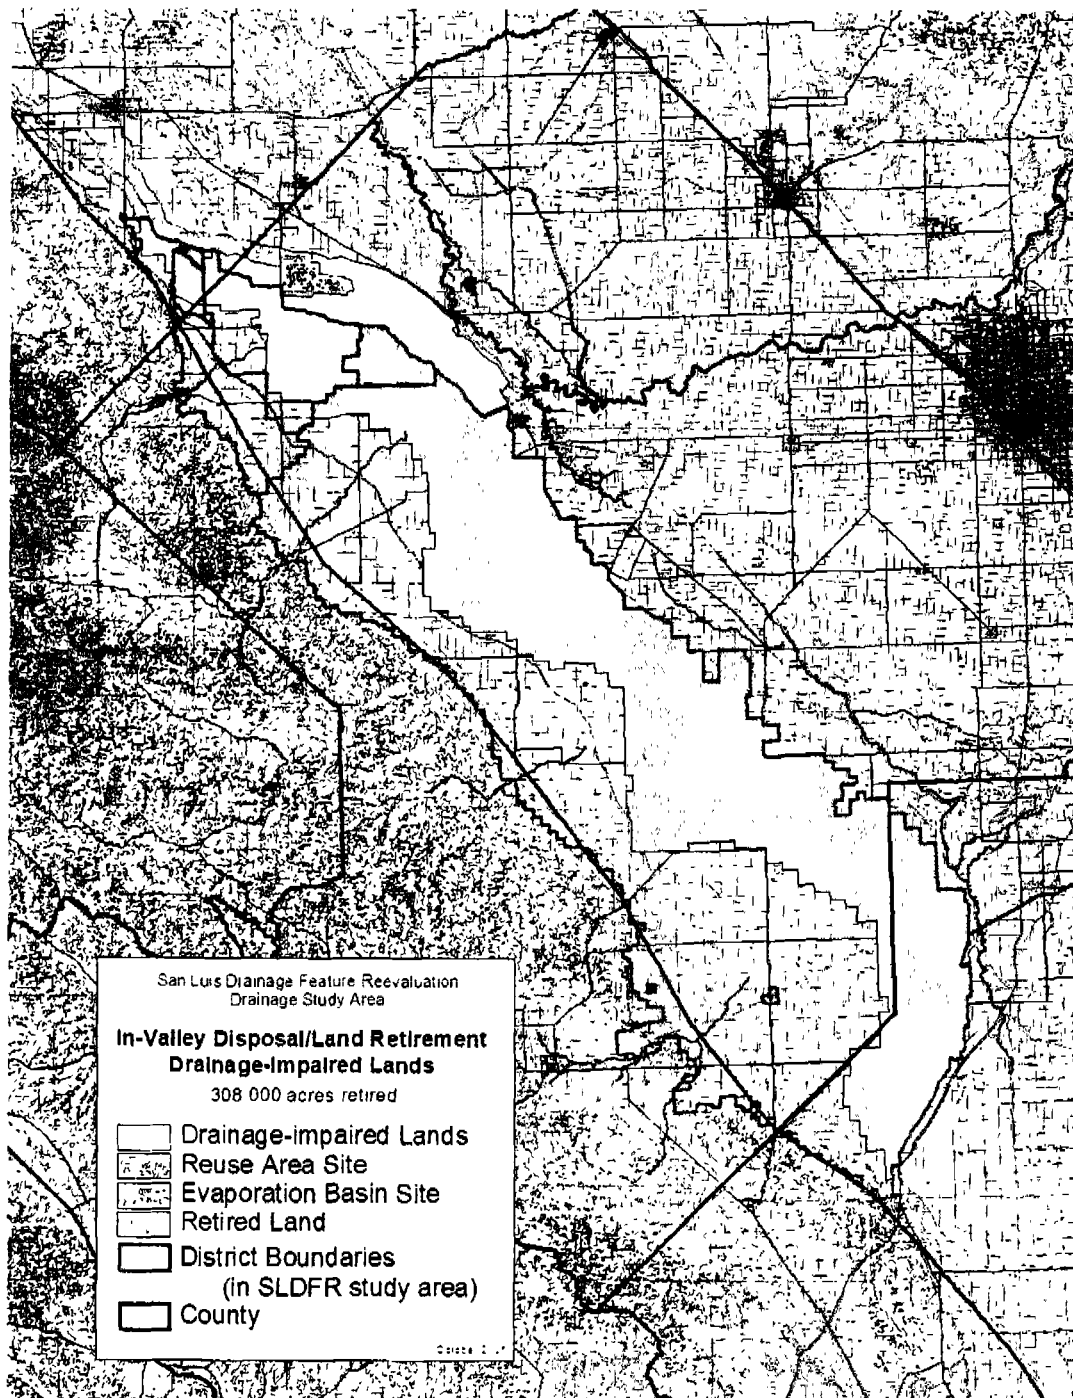 San Luis Drainage Feature Reevaluation
Drainage Study Area
In-Valley Disposal/Land Retirement
Drainage-Impaired Lands
308 000 acres retired
Drainage-impaired Lands
Reuse Area Site
Evaporation Basin Site
Retired Land
District Boundaries
(in SLDFR study area)
County